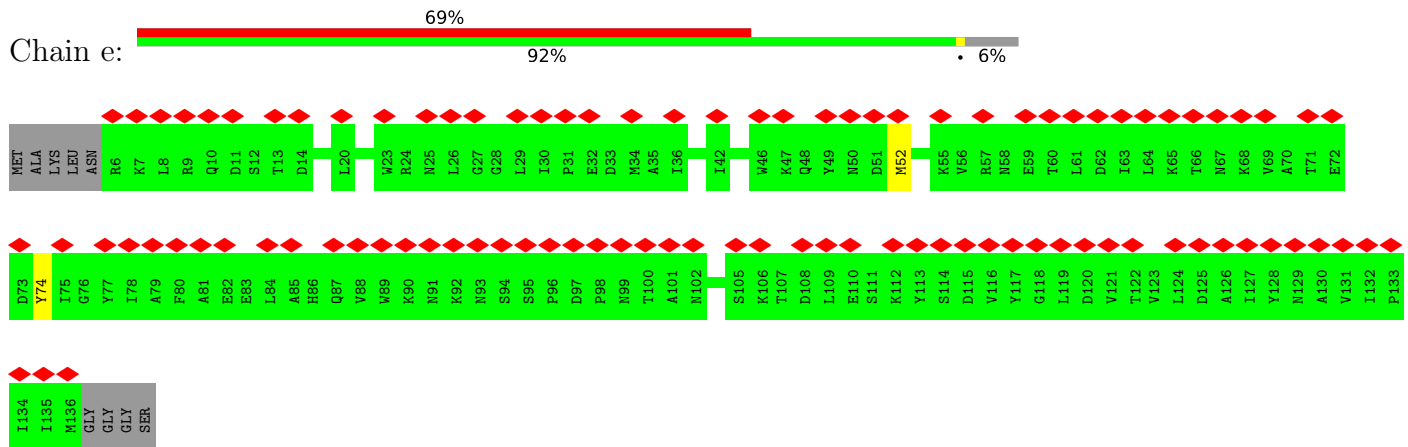 69%
Chain e:
92% • 6%
MET ALA LYS LEU ASN R6 K7 L8 R9 Q10 D11 S12 T13 D14 L20 W23 R24 N25 L26 G27 G28 L29 I30 P31 E32 D33 M34 A35 I36 I42 W46 K47 Q48 Y49 N50 D51 M52 K55 V56 R57 N58 E59 T60 L61 D62 I63 L64 K65 T66 N67 K68 V69 A70 T71 E72
D73 Y74 I75 G76 Y77 I78 A79 F80 A81 E82 E83 L84 A85 H86 Q87 V88 W89 K90 N91 K92 N93 S94 S95 P96 D97 P98 N99 T100 A101 N102 S105 K106 T107 D108 L109 E110 S111 K112 Y113 S114 D115 V116 Y117 G118 L119 D120 V121 T122 V123 L124 D125 A126 I127 Y128 N129 A130 V131 I132 P133
I134 I135 M136 GLY GLY GLY SER